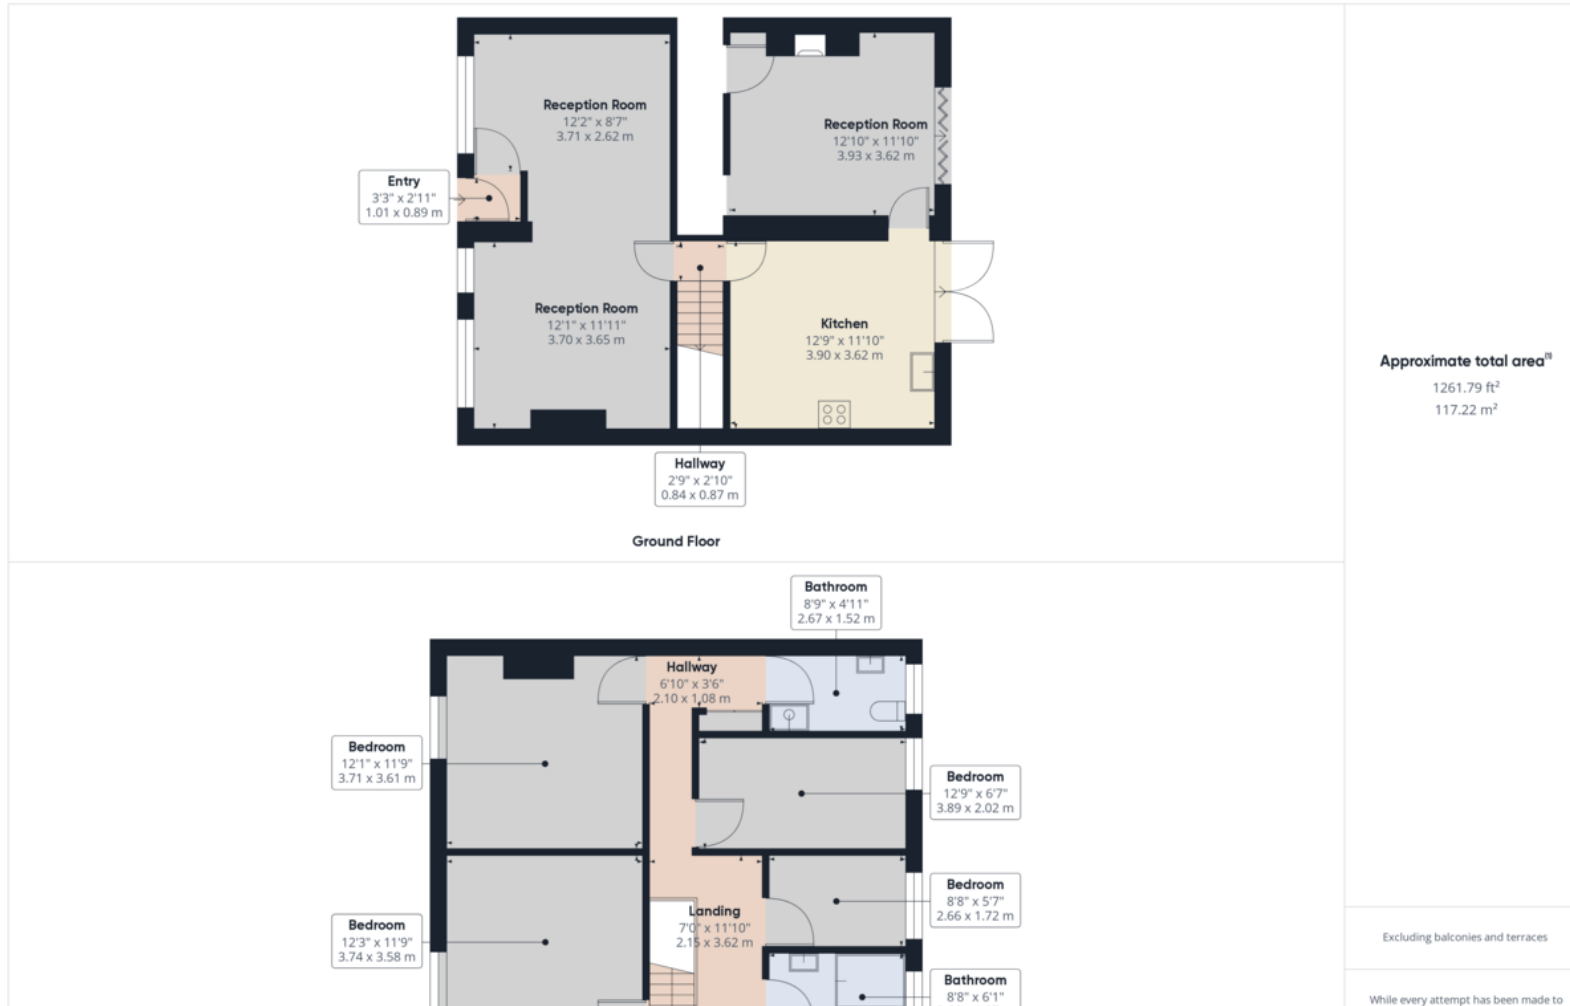 Reception Room
12'2" x 8'7"
3.71 x 2.62 m
Reception Room
12'10" x 11'10"
3.93 x 3.62 m
Entry
3'3" x 2'11"
1.01 x 0.89 m
Reception Room
12'1" x 11'11"
3.70 x 3.65 m
Kitchen
12'9" x 11'10"
3.90 x 3.62 m
Hallway
2'9" x 2'10"
0.84 x 0.87 m
Ground Floor
Approximate total area(1)
1261.79 ft²
117.22 m²
Bathroom
8'9" x 4'11"
2.67 x 1.52 m
Hallway
6'10" x 3'6"
2.10 x 1.08 m
Bedroom
12'1" x 11'9"
3.71 x 3.61 m
Bedroom
12'9" x 6'7"
3.89 x 2.02 m
Bedroom
8'8" x 5'7"
2.66 x 1.72 m
Landing
7'0" x 11'10"
2.15 x 3.62 m
Bedroom
12'3" x 11'9"
3.74 x 3.58 m
Bathroom
8'8" x 6'1"
Excluding balconies and terraces
While every attempt has been made to